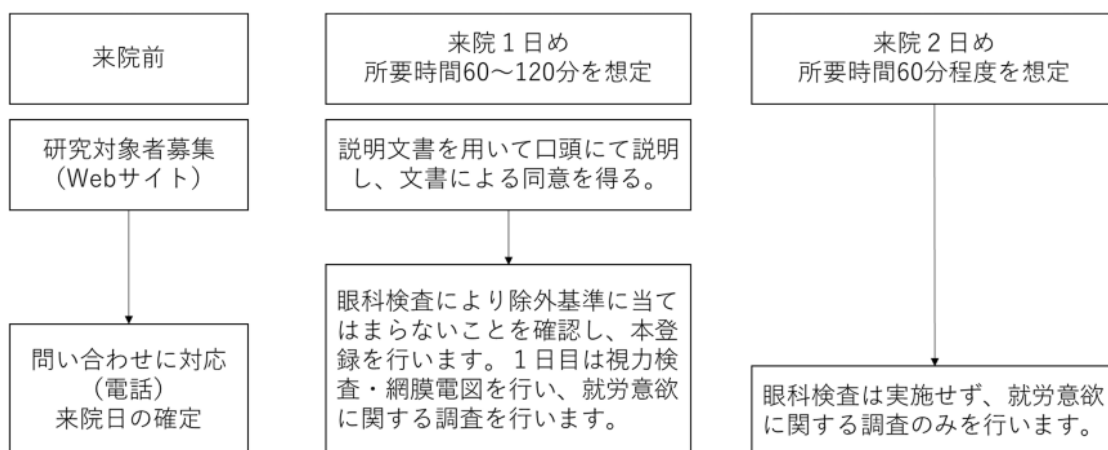 来院前
研究対象者募集
(Webサイト)
問い合わせに対応
(電話)
来院日の確定
来院１日め
所要時間60～120分を想定
説明文書を用いて口頭にて説明
し、文書による同意を得る。
眼科検査により除外基準に当て
はまらないことを確認し、本登
録を行います。１日目は視力検
査・網膜電図を行い、就労意欲
に関する調査を行います。
来院２日め
所要時間60分程度を想定
眼科検査は実施せず、就労意欲
に関する調査のみを行います。